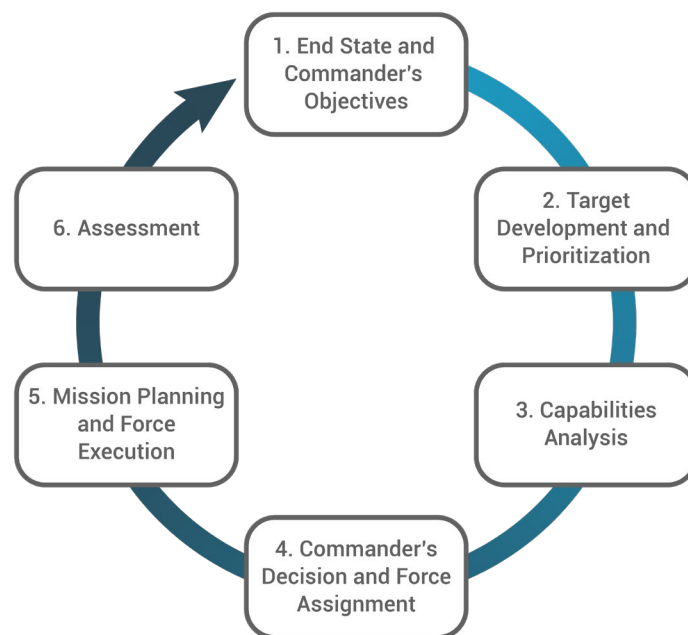 1. End State and
Commander's
Objectives
2. Target
Development and
Prioritization
3. Capabilities
Analysis
4. Commander's
Decision and Force
Assignment
5. Mission Planning
and Force
Execution
6. Assessment